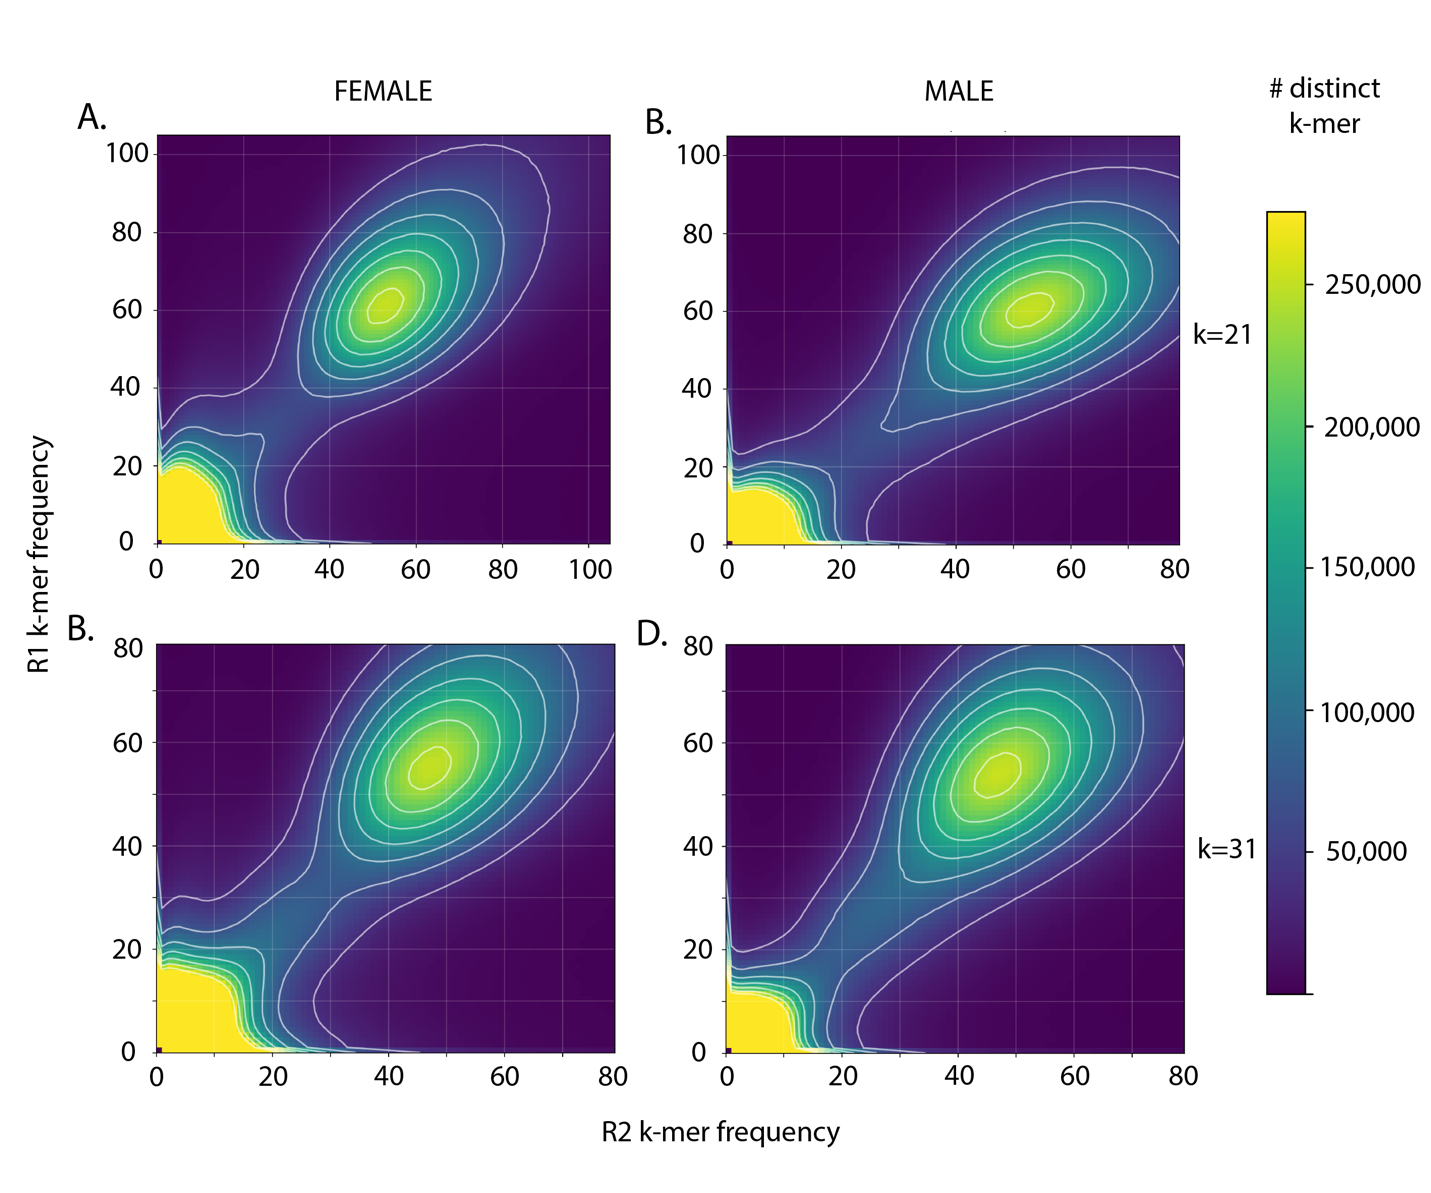 FEMALE
MALE
# distinct
k-mer
A.
B.
100
80
60
40
20
0
0 20 40 60 80 100
100
80
60
40
20
0
0 20 40 60 80
k=21
250,000
200,000
150,000
100,000
50,000
R1 k-mer frequency
B.
D.
80
60
40
20
0
0 20 40 60 80
80
60
40
20
0
0 20 40 60 80
k=31
R2 k-mer frequency